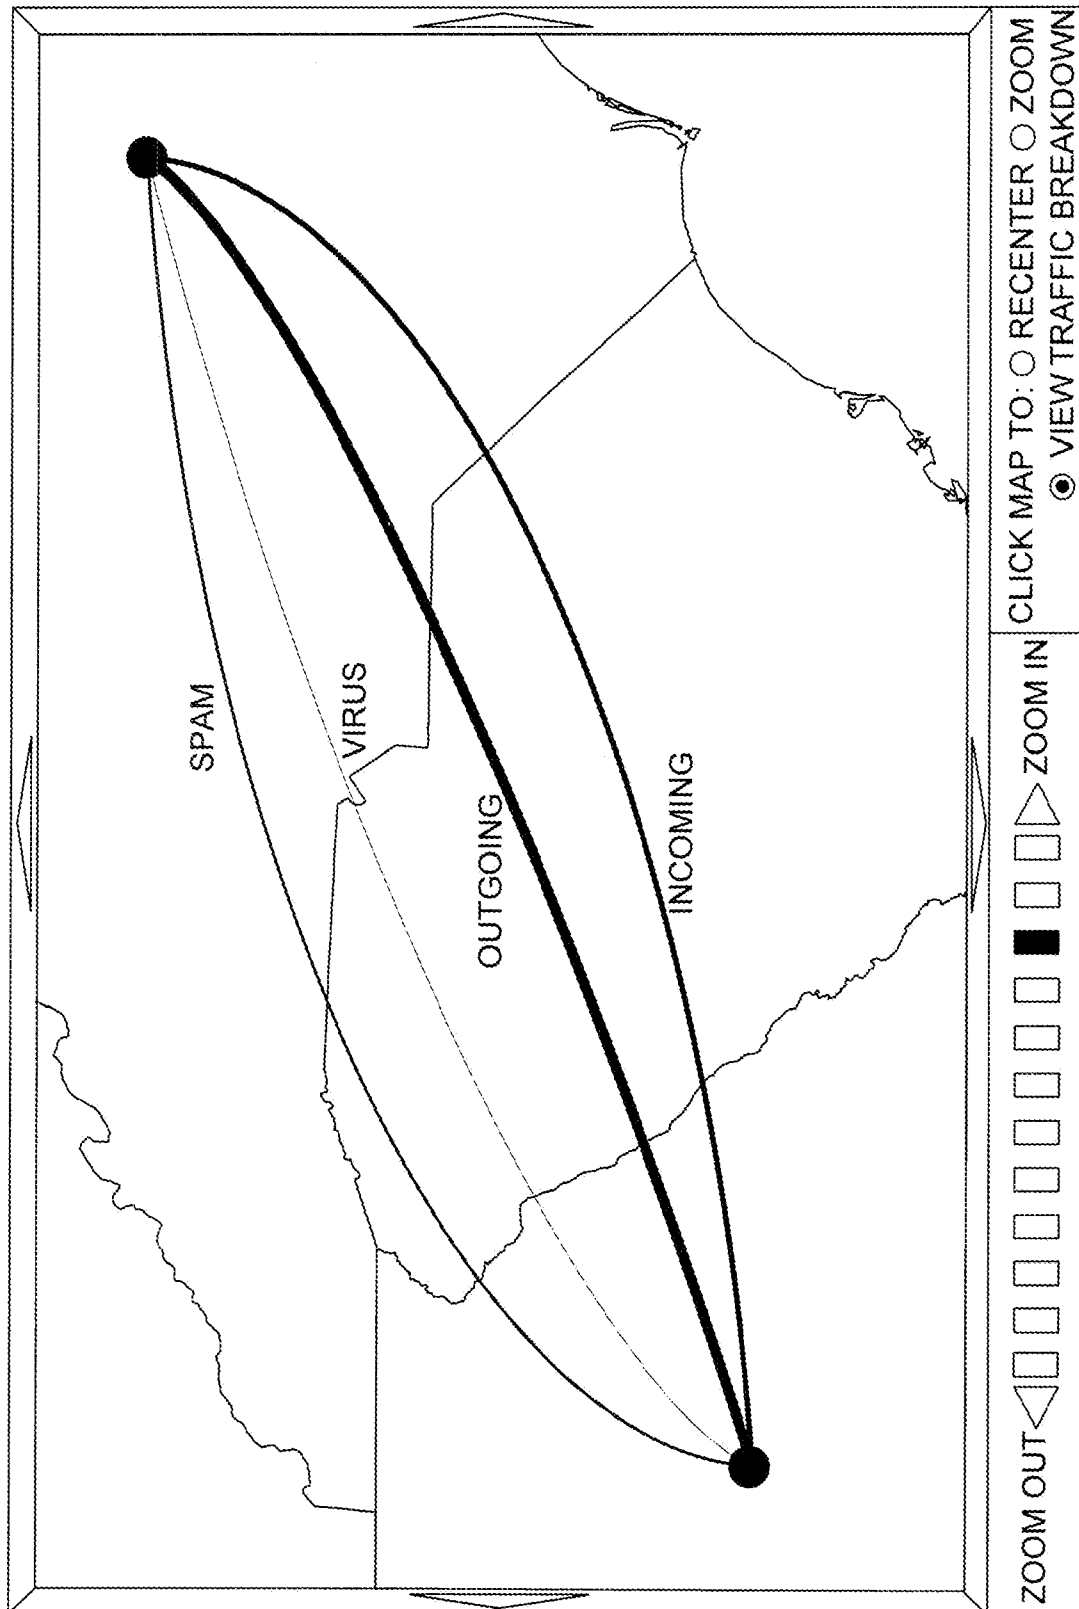 SPAM
VIRUS
OUTGOING
INCOMING
ZOOM OUT
ZOOM IN
CLICK MAP TO: RECENTER ZOOM
VIEW TRAFFIC BREAKDOWN